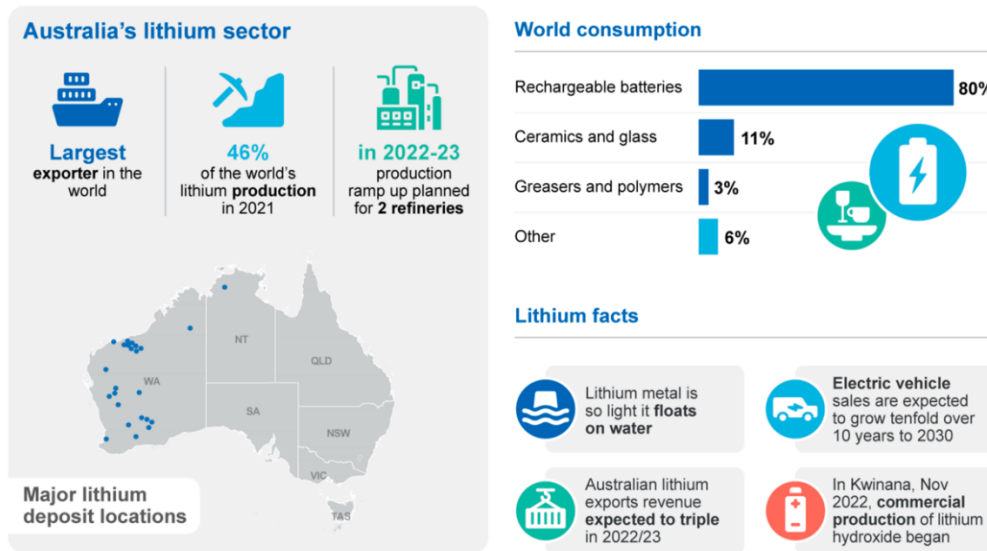 Australia's lithium sector
Largest
exporter in the
world
46%
of the world's
lithium production
in 2021
in 2022-23
production
ramp up planned
for 2 refineries
NT
QLD
WA
SA
NSW
VIC
TAS
Major lithium
deposit locations
World consumption
Rechargeable batteries
80%
Ceramics and glass
11%
Greasers and polymers
3%
Other
6%
Lithium facts
Lithium metal is
so light it floats
on water
Electric vehicle
sales are expected
to grow tenfold over
10 years to 2030
Australian lithium
exports revenue
expected to triple
in 2022/23
In Kwinana, Nov
2022, commercial
production of lithium
hydroxide began